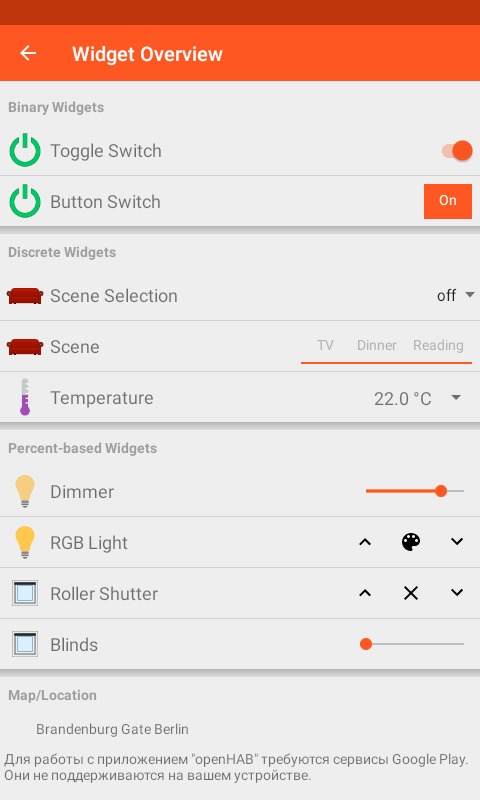 Widget Overview
Binary Widgets
Toggle Switch
Button Switch On
Discrete Widgets
Scene Selection off
Scene TV Dinner Reading
Temperature 22.0 °C
Percent-based Widgets
Dimmer
RGB Light
Roller Shutter
Blinds
Map/Location
Brandenburg Gate Berlin
Для работы с приложением "openHAB" требуются сервисы Google Play.
Они не поддерживаются на вашем устройстве.